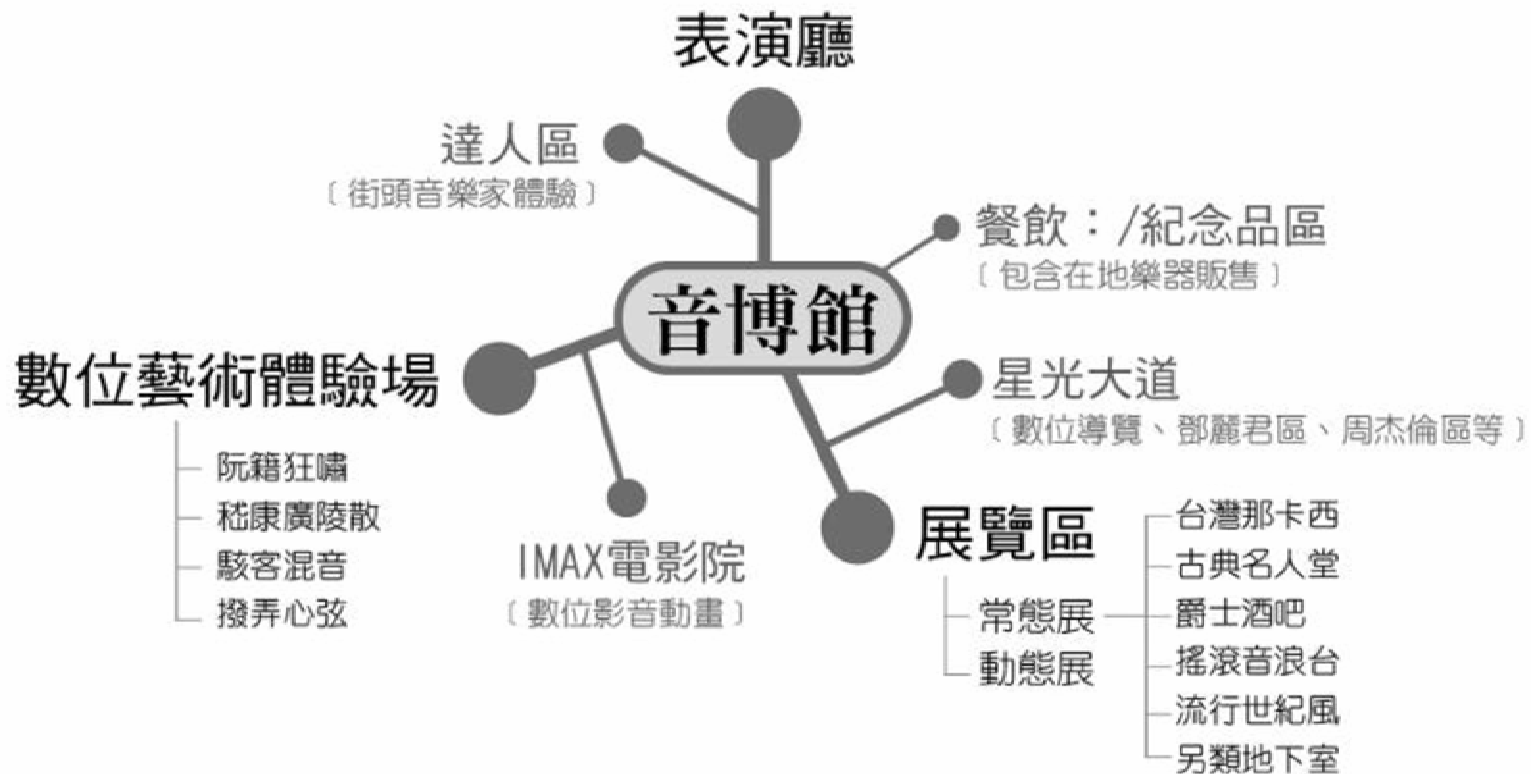 表演廳
達人區
﹝街頭音樂家體驗﹞
餐飲：/紀念品區
﹝包含在地樂器販售﹞
音博館
數位藝術體驗場
阮籍狂嘯
嵇康廣陵散
駭客混音
撥弄心弦
星光大道
﹝數位導覽、鄧麗君區、周杰倫區等﹞
IMAX電影院
﹝數位影音動畫﹞
展覽區
常態展
動態展
台灣那卡西
古典名人堂
爵士酒吧
搖滾音浪台
流行世紀風
另類地下室